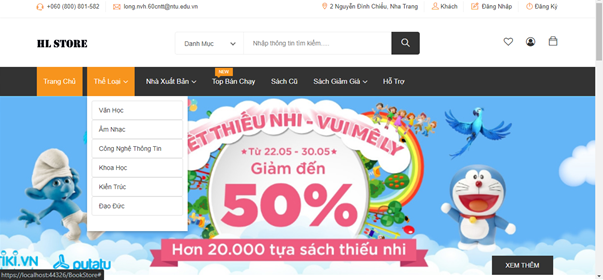 +060 (800) 801-582 long.nvh.60cntt@ntu.edu.vn 2 Nguyễn Đình Chiểu, Nha Trang Khách Đăng Nhập Đăng Ký
HL STORE Danh Mục Nhập thông tin tìm kiếm ....
NEW
Trang Chủ Thể Loại Nhà Xuất Bản Top Bán Chạy Sách Cũ Sách Giảm Giá Hỗ Trợ
Văn Học
Âm Nhạc
Công Nghệ Thông Tin
Khoa Học
Kiến Trúc
Đạo Đức
ẾT THIẾU NHI - VUI MÊ LY
Từ 22.05 - 30.05
Giảm đến
50%
Hơn 20.000 tựa sách thiếu nhi
TIKI.VN
XEM THÊM
https://localhost:44326/BookStore#